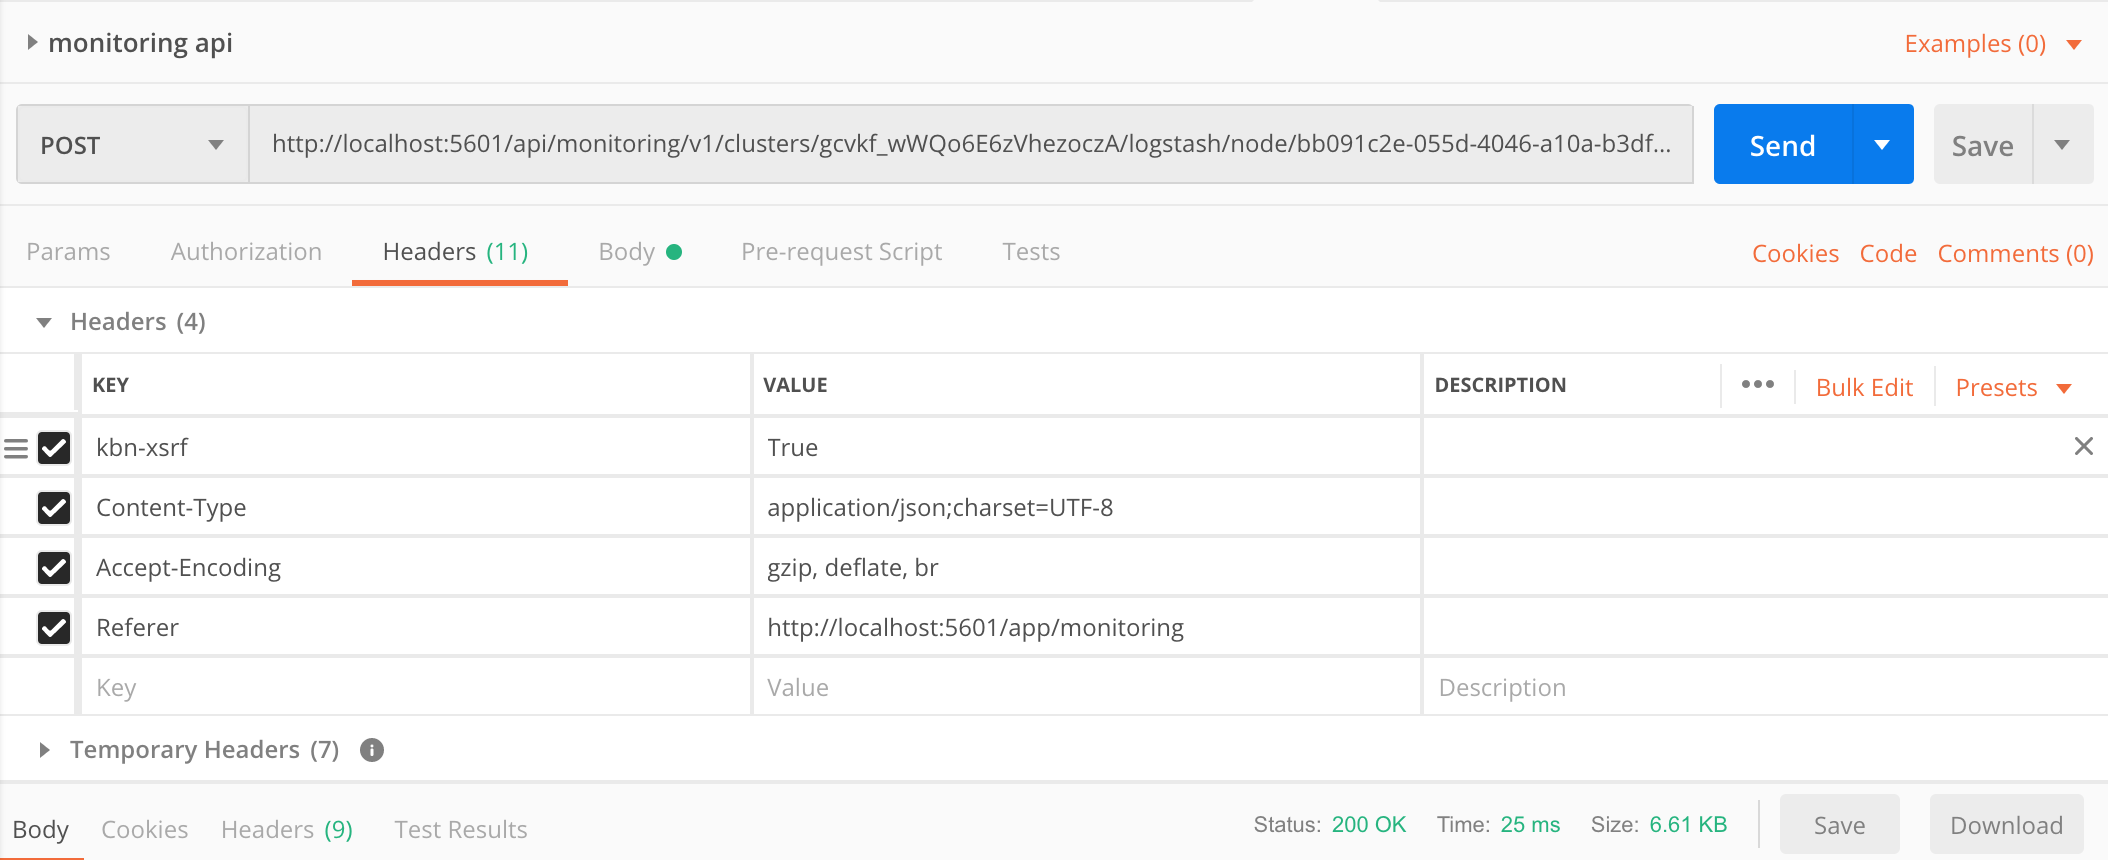 monitoring api
Examples (0)
POST
http://localhost:5601/api/monitoring/v1/clusters/gcvkf_wWQo6E6zVhezoczA/logstash/node/bb091c2e-055d-4046-a10a-b3df...
Send
Save
Params Authorization Headers (11) Body Pre-request Script Tests
Cookies Code Comments (0)
Headers (4)
KEY VALUE DESCRIPTION ••• Bulk Edit Presets
kbn-xsrf True
Content-Type application/json;charset=UTF-8
Accept-Encoding gzip, deflate, br
Referer http://localhost:5601/app/monitoring
Key Value Description
Temporary Headers (7) i
Body Cookies Headers (9) Test Results
Status: 200 OK Time: 25 ms Size: 6.61 KB
Save Download